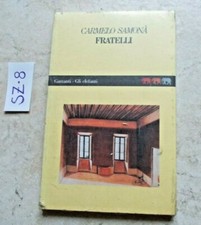 CARMELO SAMONÀ
FRATELLI
Garzanti - Gli elefanti
SZ-8